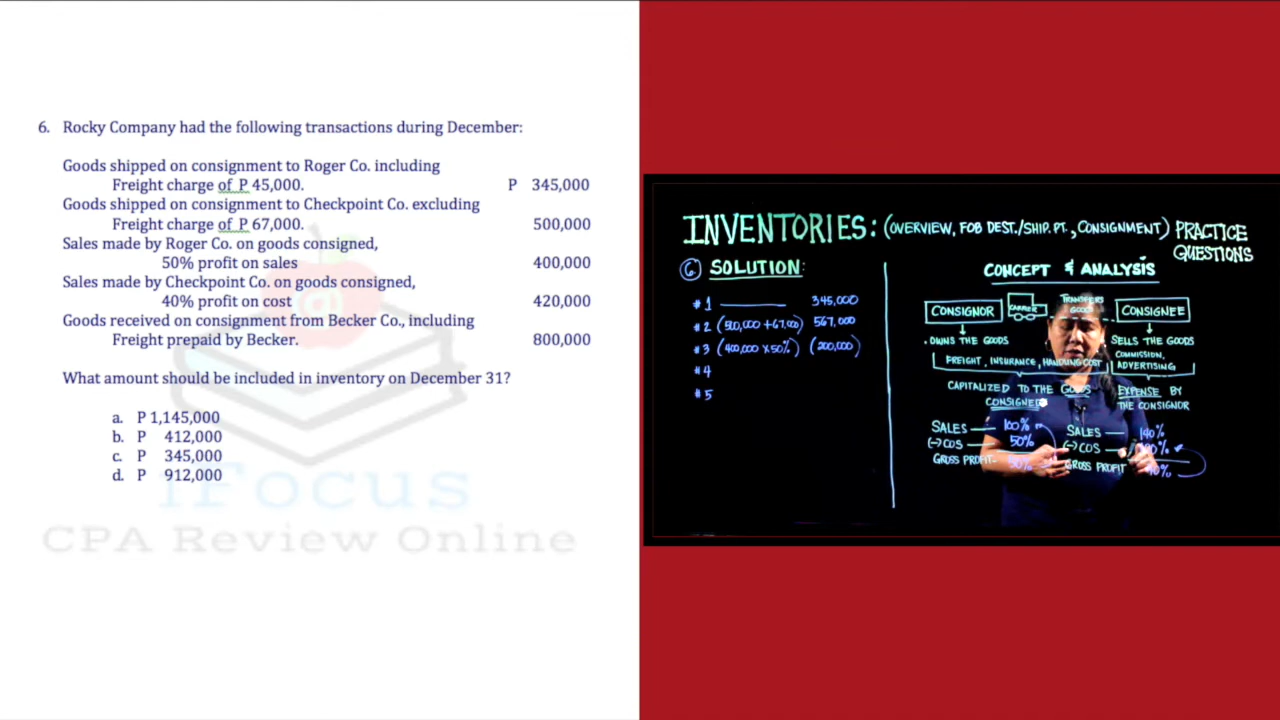 6. Rocky Company had the following transactions during December:
Goods shipped on consignment to Roger Co. including
Freight charge of P 45,000. P 345,000
Goods shipped on consignment to Checkpoint Co. excluding
Freight charge of P 67,000. 500,000
Sales made by Roger Co. on goods consigned,
50% profit on sales 400,000
Sales made by Checkpoint Co. on goods consigned,
40% profit on cost 420,000
Goods received on consignment from Becker Co., including
Freight prepaid by Becker. 800,000
What amount should be included in inventory on December 31?
a. P 1,145,000
b. P 412,000
c. P 345,000
d. P 912,000
iFocus
CPA Review Online
INVENTORIES: (OVERVIEW, FOB DEST./SHIP. PT., CONSIGNMENT) PRACTICE
QUESTIONS
6 SOLUTION:
#1 345,000
#2 (500,000 + 67,000) 567,000
#3 (400,000 x 50%) (200,000)
#4
#5
CONCEPT & ANALYSIS
CONSIGNOR CARRIER TRANSFERS GOODS CONSIGNEE
. OWNS THE GOODS . SELLS THE GOODS
FREIGHT, INSURANCE, HANDLING COST COMMISSION, ADVERTISING
CAPITALIZED TO THE GOODS EXPENSE BY
CONSIGNED THE CONSIGNOR
SALES 100% SALES 140%
(-) COS 50% (-) COS
GROSS PROFIT 50% GROSS PROFIT 40%